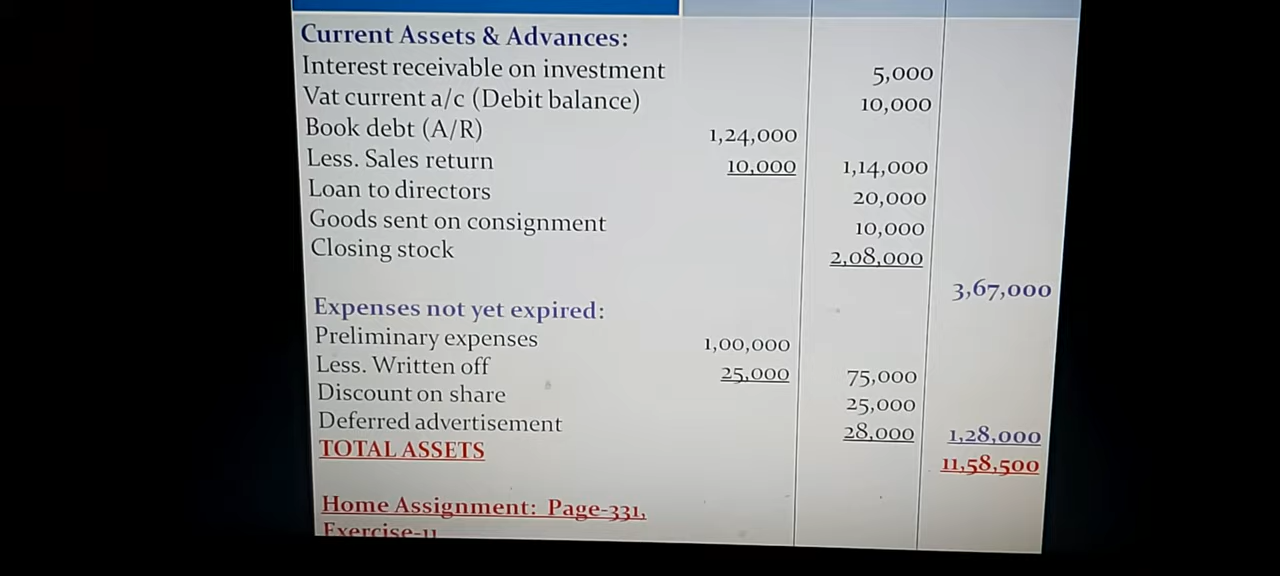 Current Assets & Advances:
Interest receivable on investment 5,000
Vat current a/c (Debit balance) 10,000
Book debt (A/R) 1,24,000
Less. Sales return 10,000 1,14,000
Loan to directors 20,000
Goods sent on consignment 10,000
Closing stock 2,08,000
3,67,000
Expenses not yet expired:
Preliminary expenses 1,00,000
Less. Written off 25,000 75,000
Discount on share 25,000
Deferred advertisement 28,000 1,28,000
TOTAL ASSETS 11,58,500
Home Assignment: Page-331,
Exercise-11